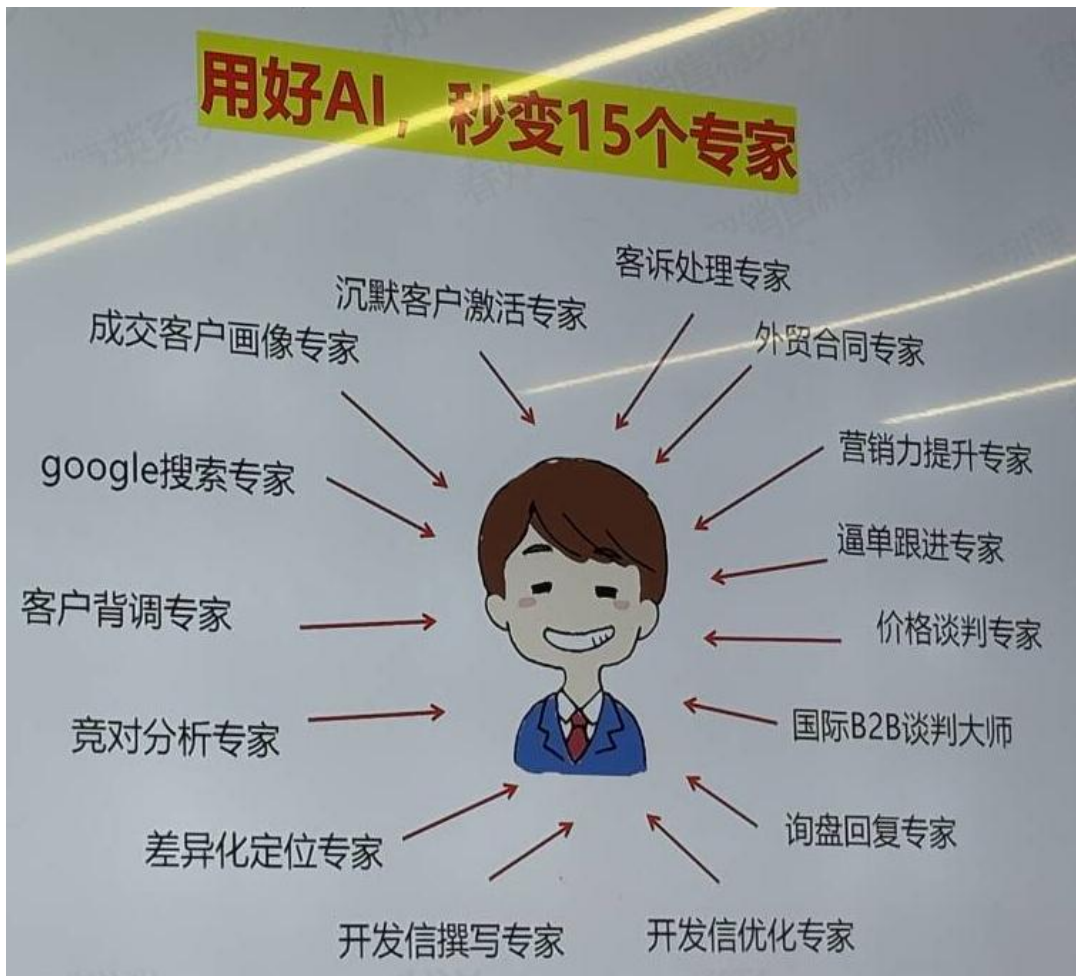 用好AI，秒变15个专家
客诉处理专家
沉默客户激活专家
外贸合同专家
成交客户画像专家
营销力提升专家
google搜索专家
逼单跟进专家
客户背调专家
价格谈判专家
竞对分析专家
国际B2B谈判大师
差异化定位专家
询盘回复专家
开发信撰写专家
开发信优化专家